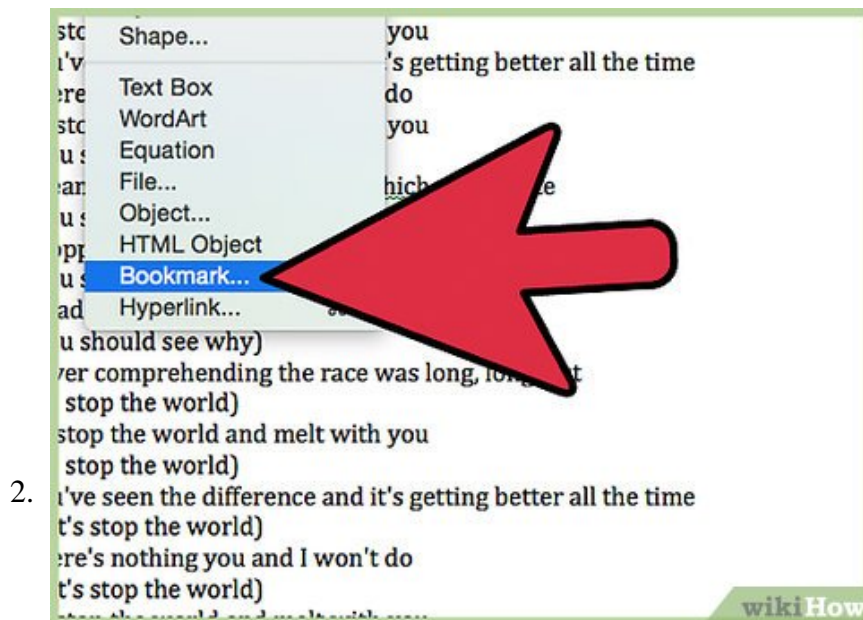 Shape...
Text Box
WordArt
Equation
File...
Object...
HTML Object
Bookmark...
Hyperlink...
you
's getting better all the time
do
you
u should see why)
ver comprehending the race was long,
stop the world)
stop the world and melt with you
stop the world)
2.
u've seen the difference and it's getting better all the time
t's stop the world)
ere's nothing you and I won't do
t's stop the world)
wikiHow